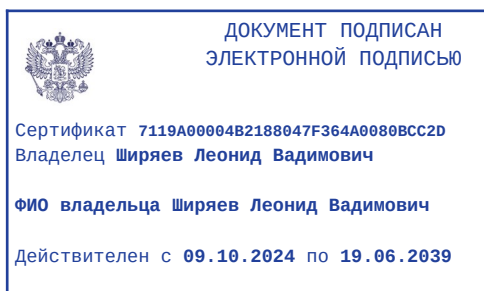 ДОКУМЕНТ ПОДПИСАН
ЭЛЕКТРОННОЙ ПОДПИСЬЮ
Сертификат 7119A00004B2188047F364A0080BCC2D
Владелец Ширяев Леонид Вадимович
ФИО владельца Ширяев Леонид Вадимович
Действителен с 09.10.2024 по 19.06.2039